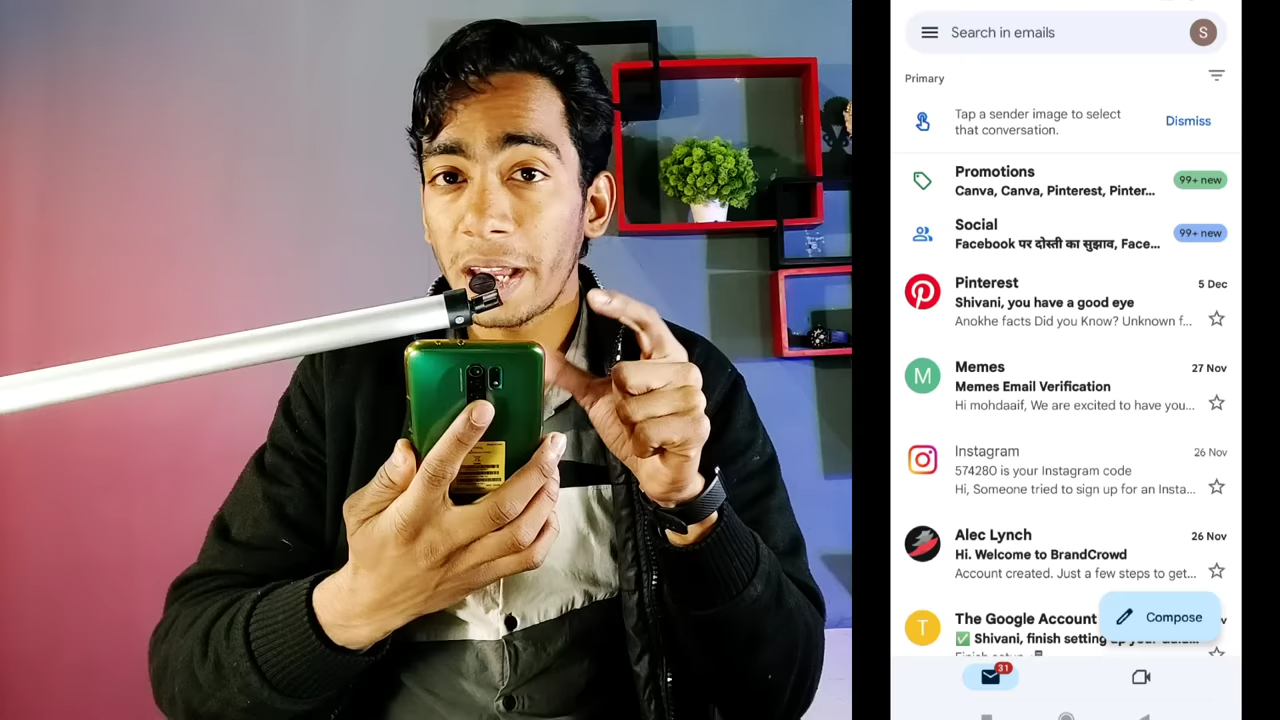 Search in emails
S
Primary
Tap a sender image to select
that conversation.
Dismiss
Promotions
99+ new
Canva, Canva, Pinterest, Pinter...
Social
99+ new
Facebook पर दोस्ती का सुझाव, Face...
Pinterest
5 Dec
Shivani, you have a good eye
Anokhe facts Did you Know? Unknown f...
M
Memes
27 Nov
Memes Email Verification
Hi mohdaaif, We are excited to have you...
Instagram
26 Nov
574280 is your Instagram code
Hi, Someone tried to sign up for an Insta...
Alec Lynch
26 Nov
Hi. Welcome to BrandCrowd
Account created. Just a few steps to get...
T
The Google Account
✅ Shivani, finish setting
Compose
31